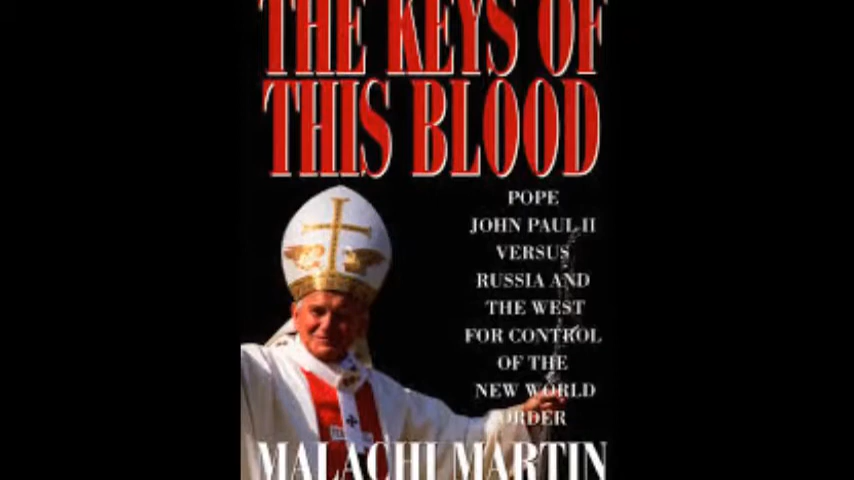 THE KEYS OF
THIS BLOOD
POPE
JOHN PAUL II
VERSUS
RUSSIA AND
THE WEST
FOR CONTROL
OF THE
NEW WORLD
ORDER
MALACHI MARTIN